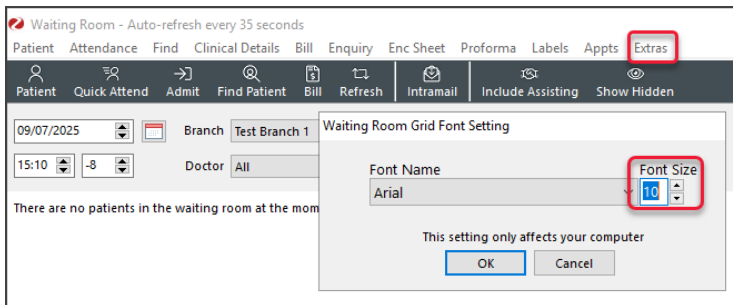 Waiting Room - Auto-refresh every 35 seconds
Patient Attendance Find Clinical Details Bill Enquiry Enc Sheet Proforma Labels Appts Extras
Patient Quick Attend Admit Find Patient Bill Refresh Intramail Include Assisting Show Hidden
09/07/2025 Branch Test Branch 1
15:10 -8 Doctor All
There are no patients in the waiting room at the mom
Waiting Room Grid Font Setting
Font Name Font Size
Arial 10
This setting only affects your computer
OK Cancel